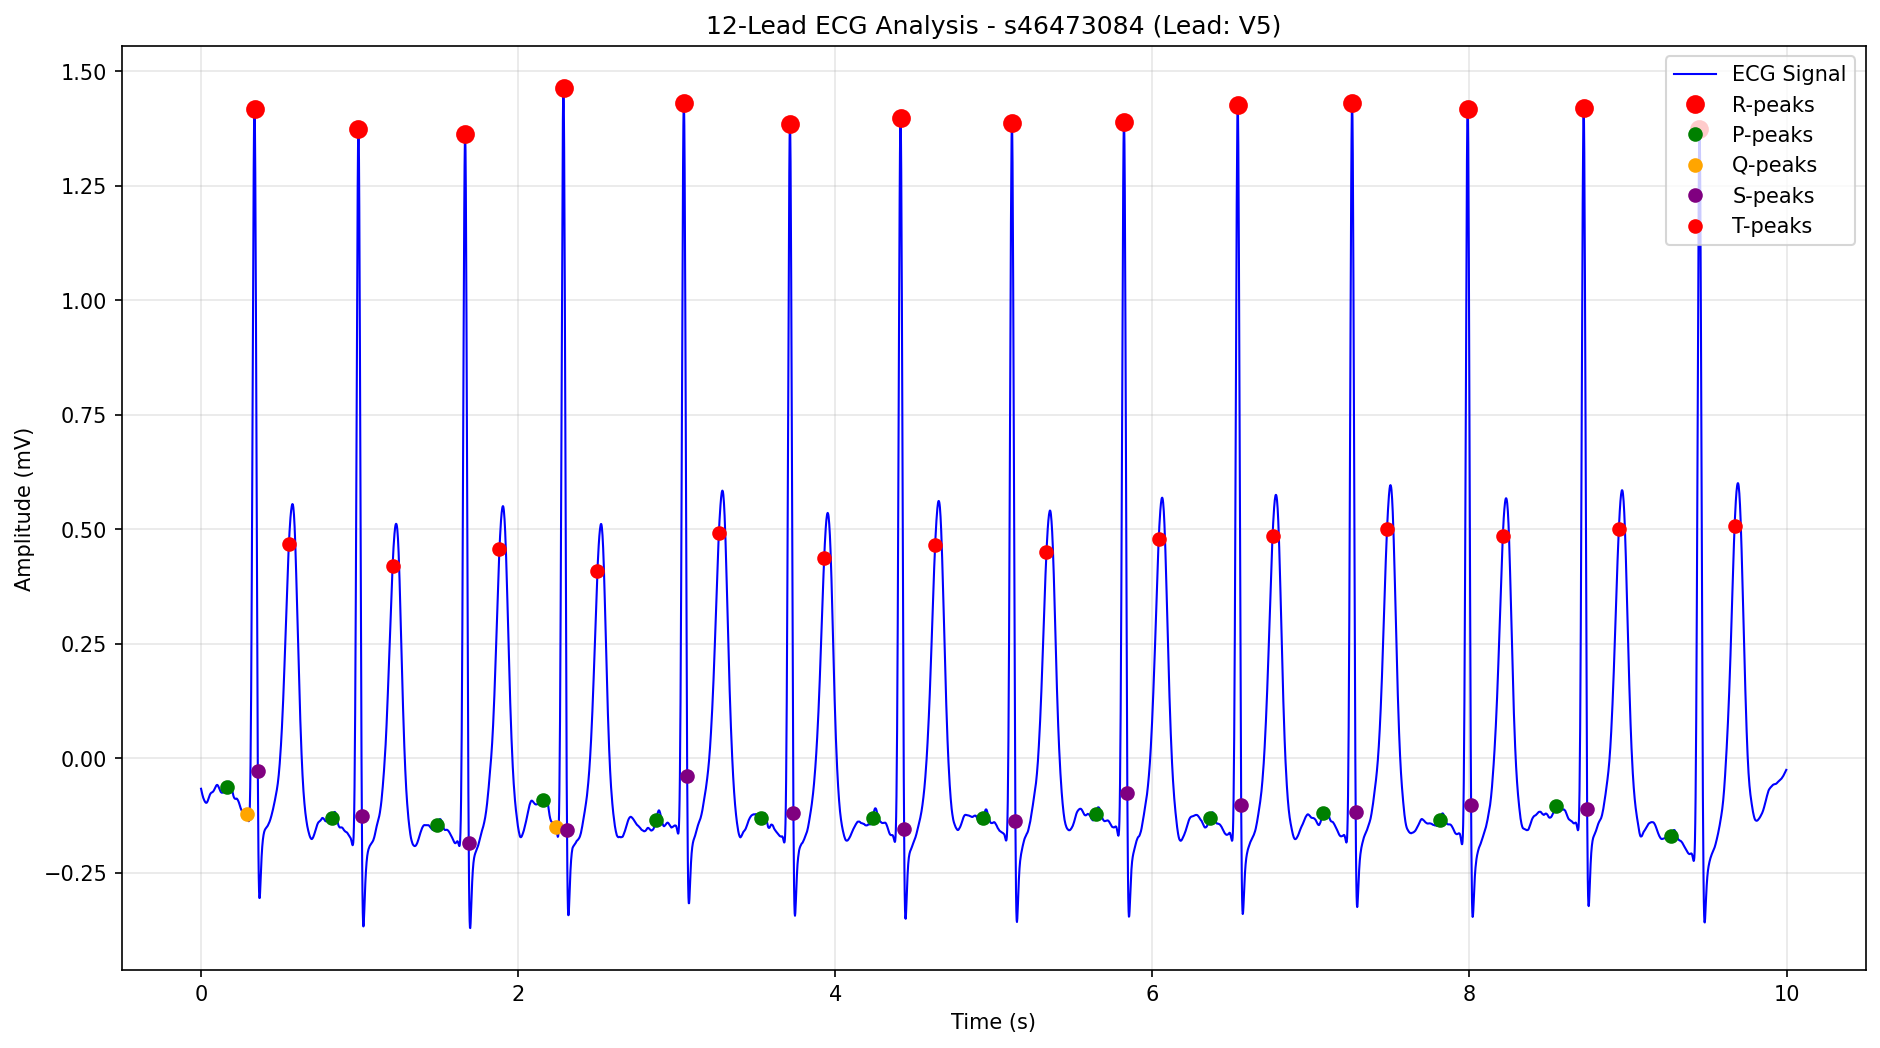 12-Lead ECG Analysis - s46473084 (Lead: V5)
ECG Signal
R-peaks
P-peaks
Q-peaks
S-peaks
T-peaks
Amplitude (mV)
1.50
1.25
1.00
0.75
0.50
0.25
0.00
−0.25
0
2
4
6
8
10
Time (s)